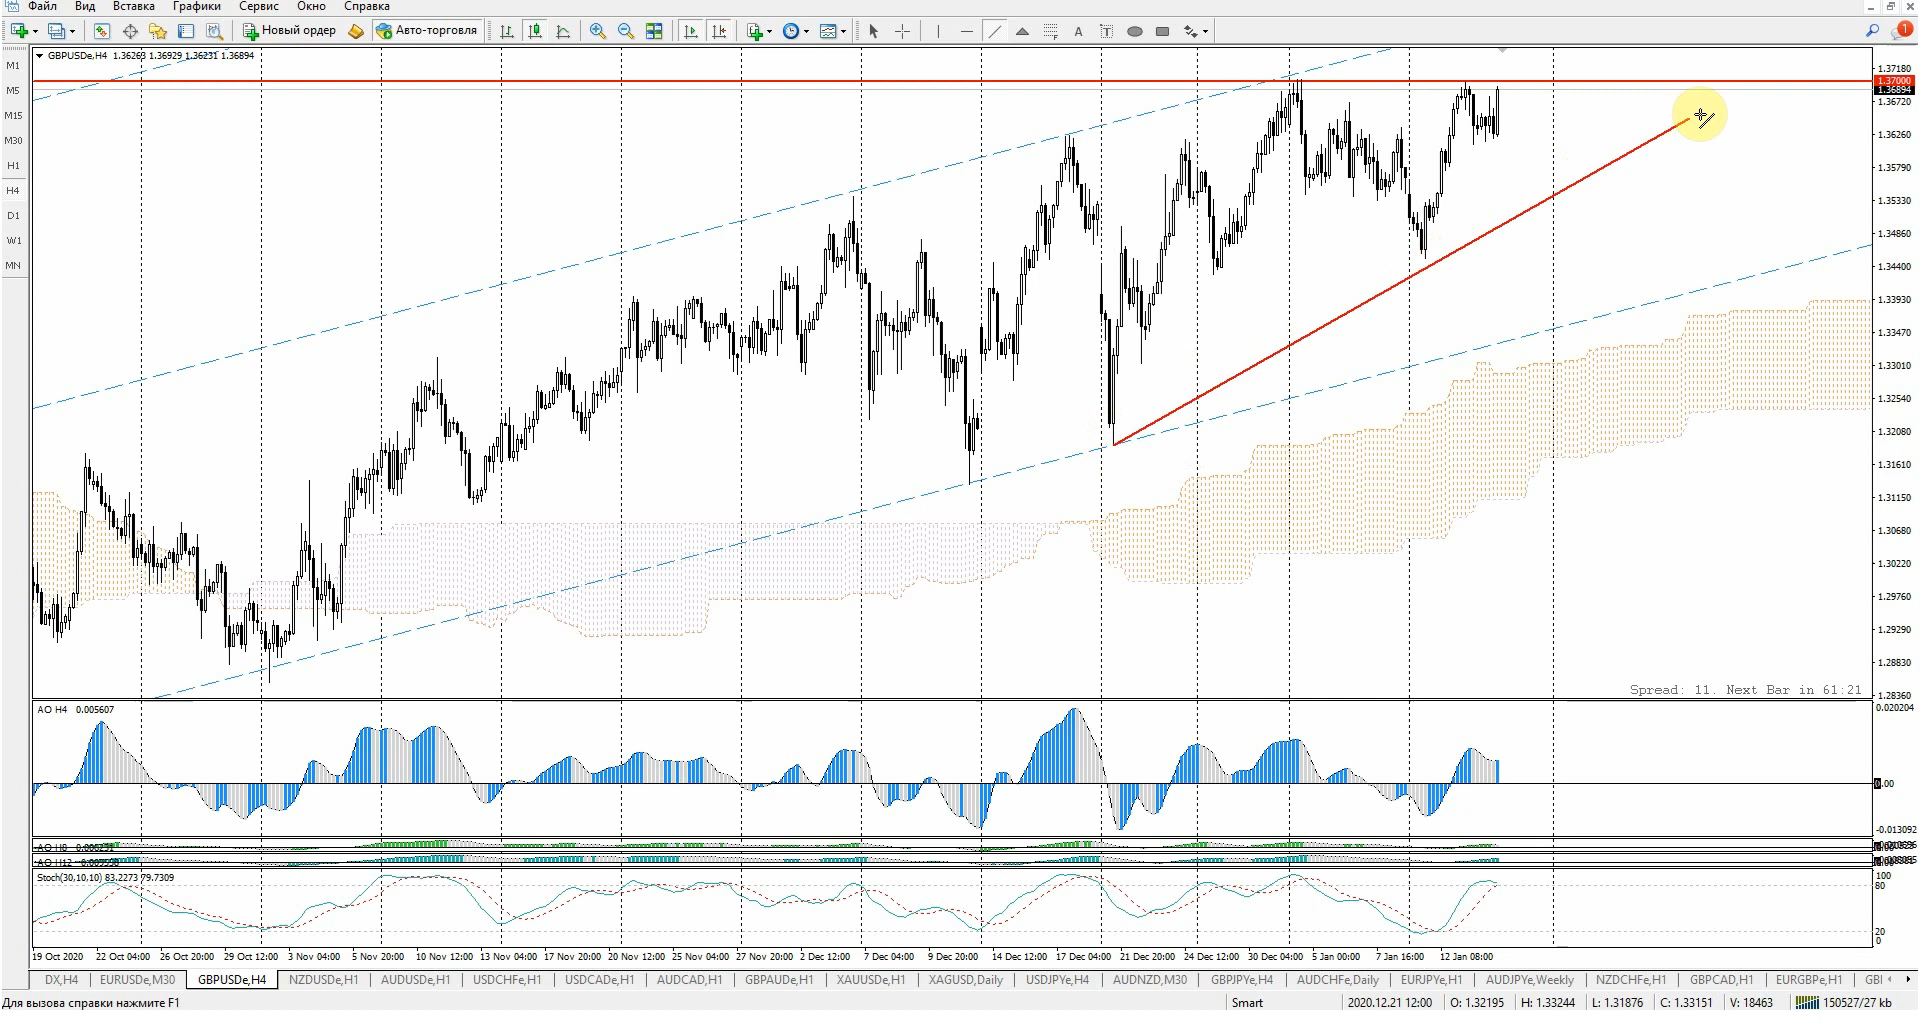 Файл Вид Вставка Графики Сервис Окно Справка
Новый ордер Авто-торговля
GBPUSDe,H4 1.36263 1.36929 1.36231 1.36894
M1
M5
M15
M30
H1
H4
D1
W1
MN
1.37180
1.37000
1.36894
1.36720
1.36260
1.35790
1.35330
1.34860
1.34400
1.33930
1.33470
1.33010
1.32540
1.32080
1.31610
1.31150
1.30680
1.30220
1.29760
1.29290
1.28830
1.28360
Spread: 11. Next Bar in 61:21
AO H4 0.005607
0.020204
0.00
-0.013092
AO H8
AO H12
Stoch(30,10,10) 83.2273 79.7309
100
80
20
0
19 Oct 2020 22 Oct 04:00 26 Oct 20:00 29 Oct 12:00 3 Nov 04:00 5 Nov 20:00 10 Nov 12:00 13 Nov 04:00 17 Nov 20:00 20 Nov 12:00 25 Nov 04:00 27 Nov 20:00 2 Dec 12:00 7 Dec 04:00 9 Dec 20:00 14 Dec 12:00 17 Dec 04:00 21 Dec 20:00 24 Dec 12:00 30 Dec 04:00 5 Jan 00:00 7 Jan 16:00 12 Jan 08:00
DX,H4 EURUSDe,M30 GBPUSDe,H4 NZDUSDe,H1 AUDUSDe,H1 USDCHFe,H1 USDCADe,H1 AUDCAD,H1 GBPAUDe,H1 XAUUSDe,H1 XAGUSD,Daily USDJPYe,H4 AUDNZD,M30 GBPJPYe,H4 AUDCHFe,Daily EURJPYe,H1 AUDJPYe,Weekly NZDCHFe,H1 GBPCAD,H1 EURGBPe,H1 GBI
Для вызова справки нажмите F1 Smart 2020.12.21 12:00 O: 1.32195 H: 1.33244 L: 1.31876 C: 1.33151 V: 18463 150527/27 kb